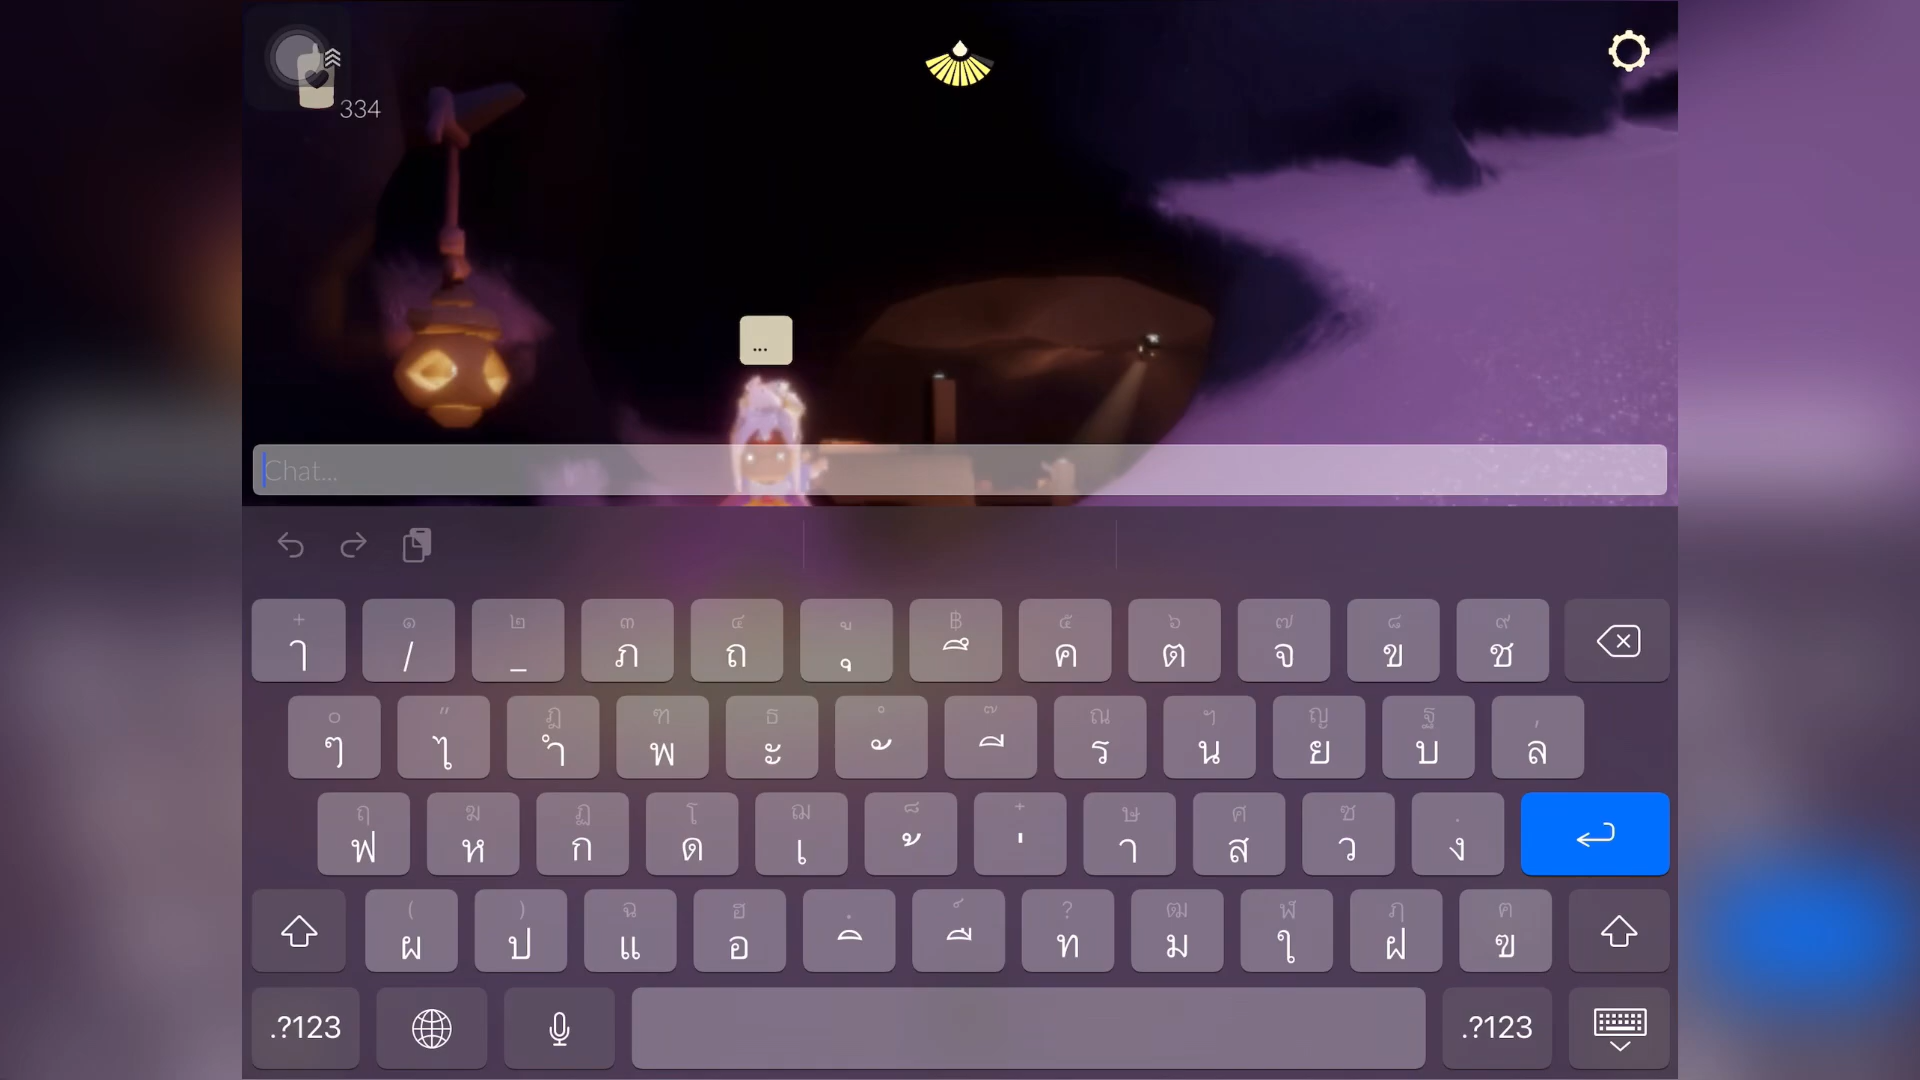 334
...
Chat...
+ ๑ ๒ ๓ ๔ ู ฿ ๕ ๖ ๗ ๘ ๙
ๅ / _ ภ ถ ุ ึ ค ต จ ข ช
๐ " ฎ ฑ ธ ํ ๊ ณ ฯ ญ ฐ ,
ๆ ไ ำ พ ะ ั ี ร น ย บ ล
ฤ ฆ ฏ โ ฌ ็ ๋ ษ ศ ซ .
ฟ ห ก ด เ ้ ่ า ส ว ง
( ) ฉ ฮ ฺ ์ ? ฒ ฬ ฦ ฅ
ผ ป แ อ ิ ื ท ม ใ ฝ ฃ
.?123 .?123